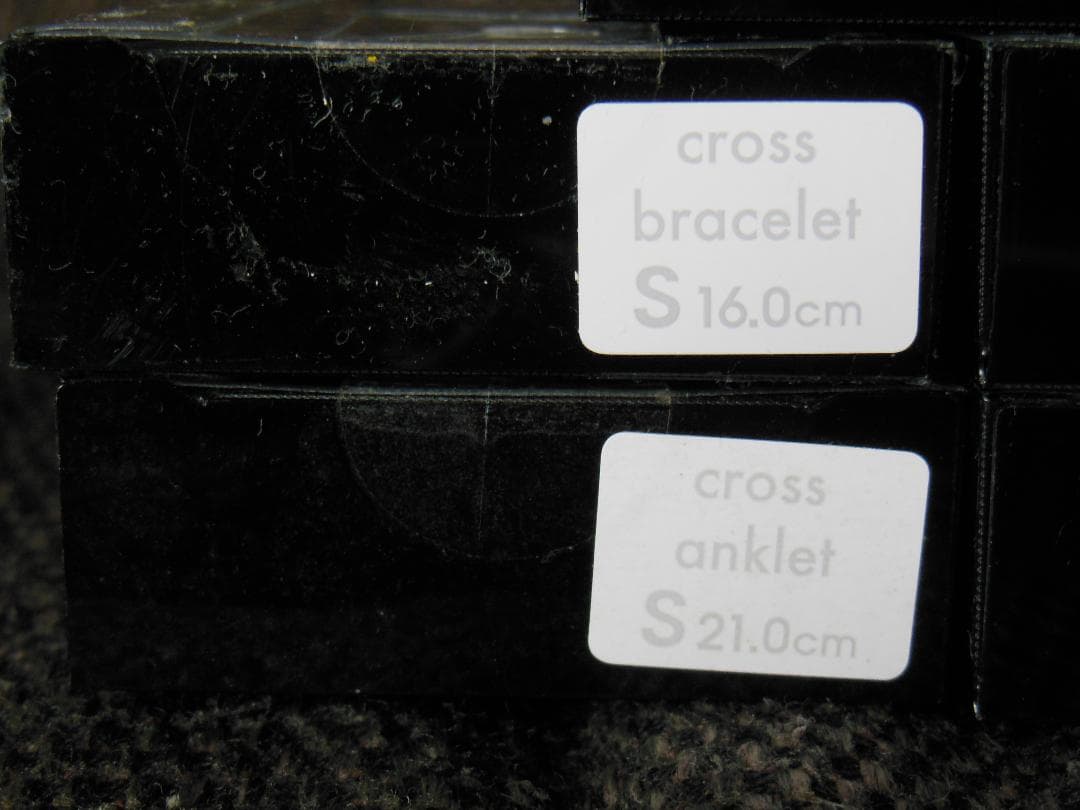 cross
bracelet
S 16.0cm
cross
anklet
S 21.0cm